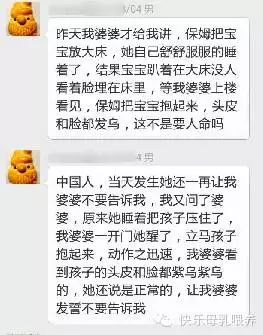 /04 男
昨天我婆婆才给我讲，保姆把宝
宝放大床，她自己舒舒服服的睡
着了，结果宝宝趴着在大床没人
看着脸埋在床里，等我婆婆上楼
看见，保姆把宝宝抱起来，头皮
和脸都发乌，这不是要人命吗
4 男
中国人，当天发生她还一再让我
婆婆不要告诉我，我又问了婆
婆，原来她睡着把孩子压住了，
我婆婆一开门她望了，立马孩子
抱起来，动作之迅速，我婆婆看
到孩子的头皮和脸都紫乌紫乌
的，她还说是正常的，让我婆婆
发誓不要告诉我
快乐母乳喂养